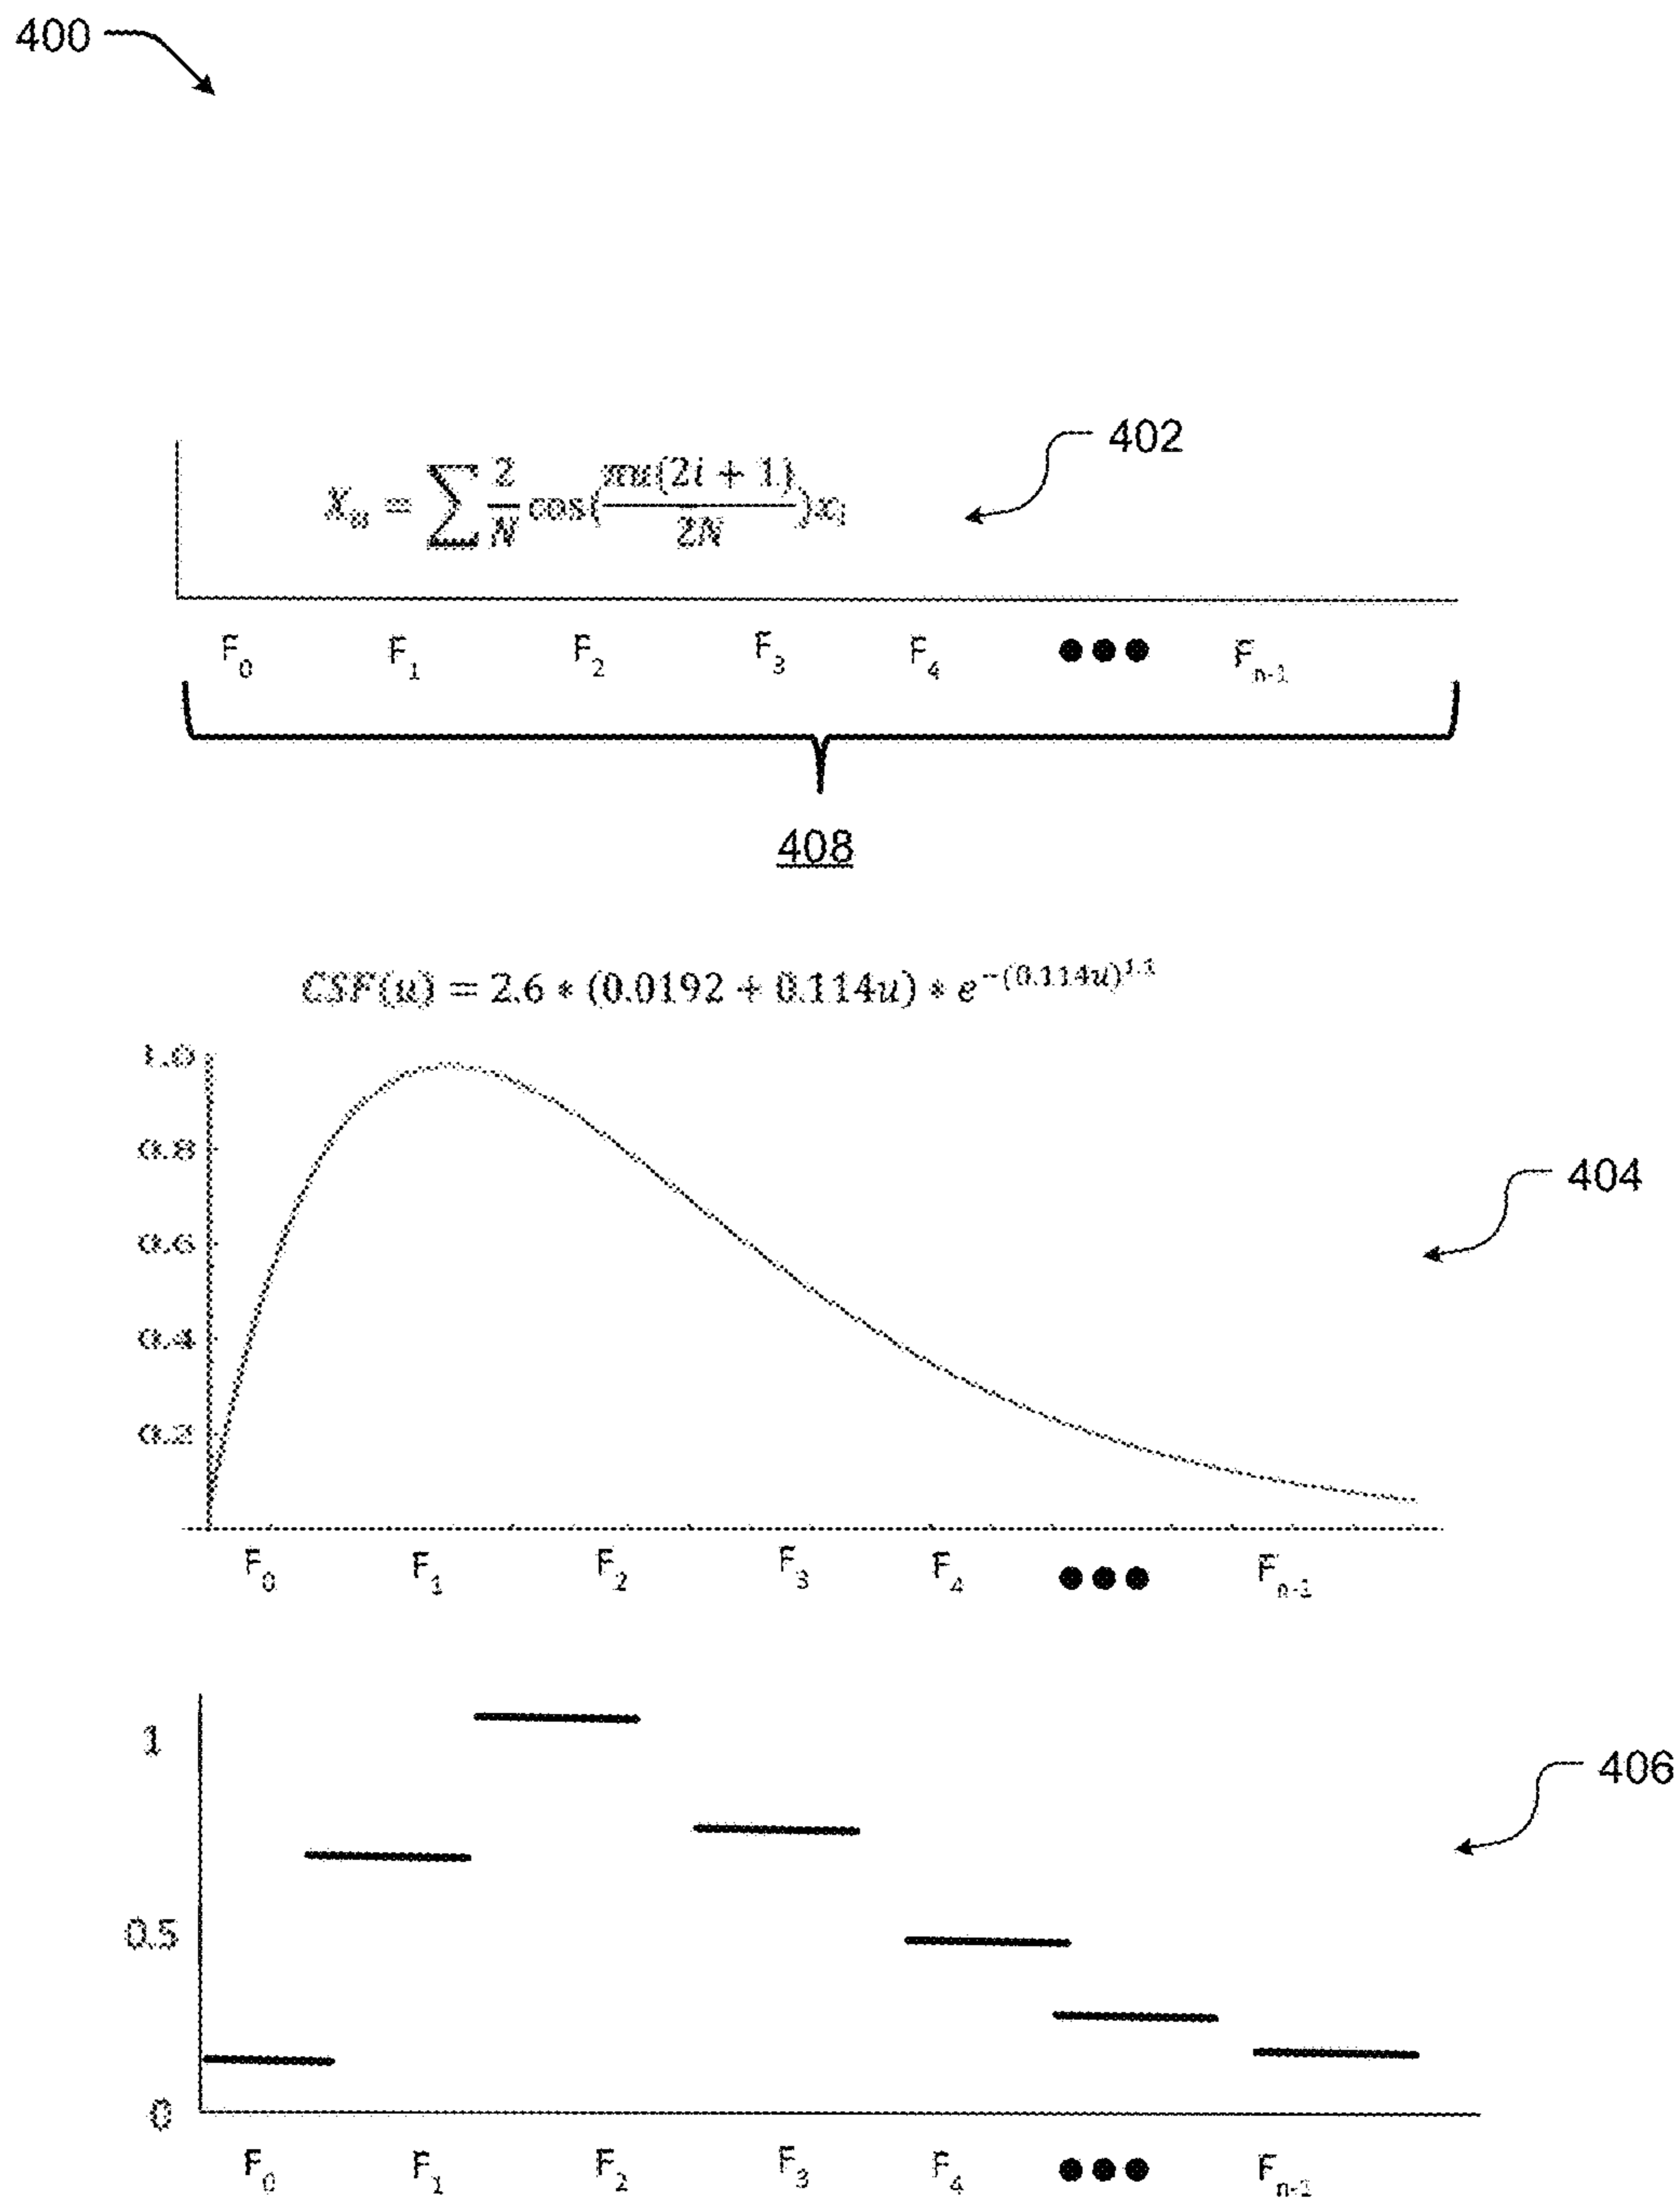 400
402
X_u = ∑ 2/N cos(πu(2i + 1)/2N)x_i
F_0 F_1 F_2 F_3 F_4 ●●● F_n-1
408
CSF(u) = 2.6 * (0.0192 + 0.114u) * e^-(0.114u)^1.1
1.0
0.8
404
0.6
0.4
0.2
F_0 F_1 F_2 F_3 F_4 ●●● F_n-1
1
406
0.5
0
F_0 F_1 F_2 F_3 F_4 ●●● F_n-1